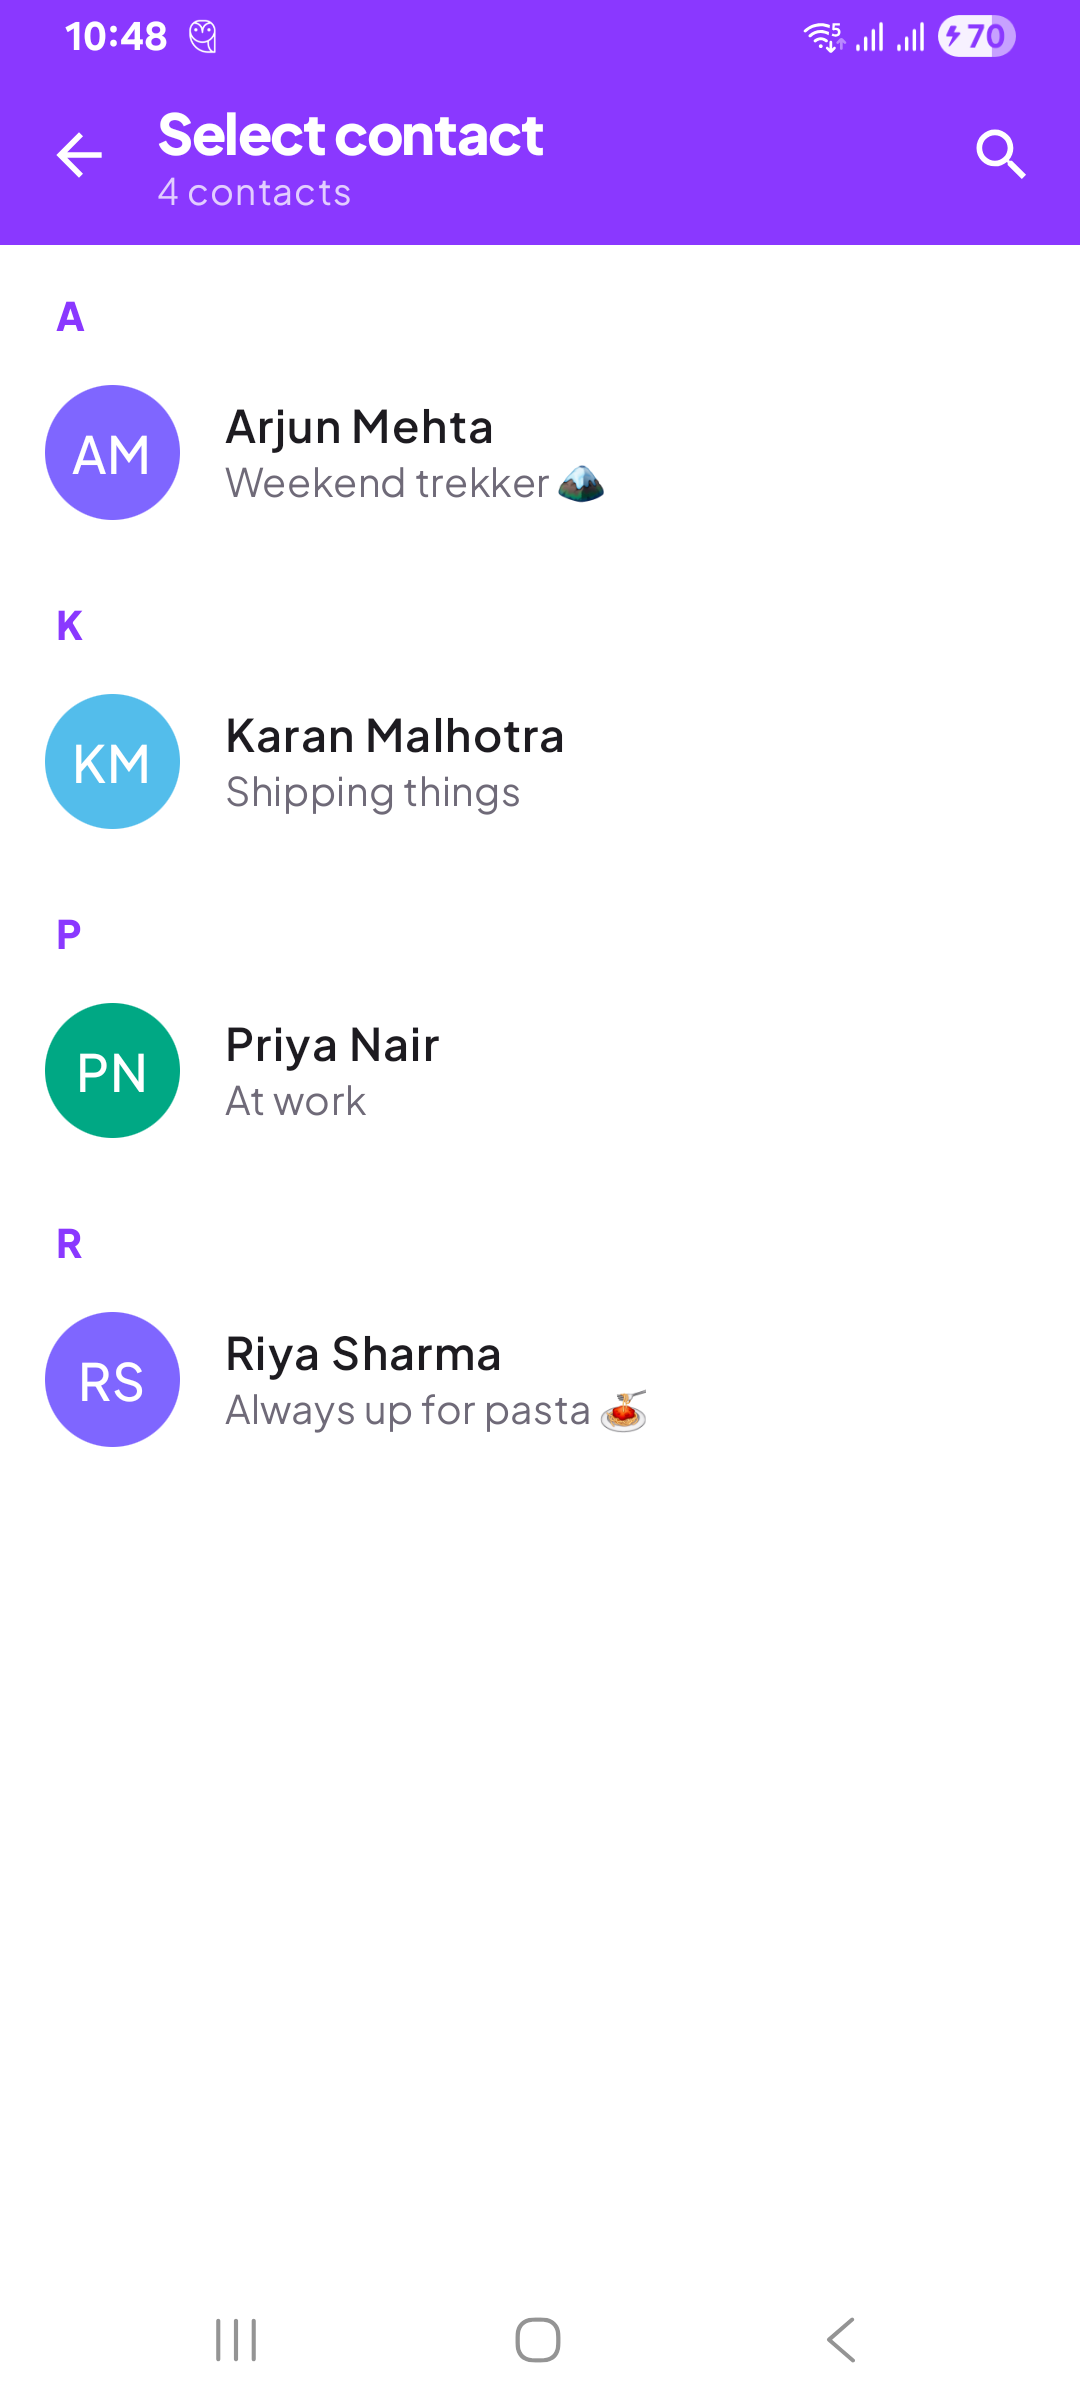 10:48
5
70
Select contact
4 contacts
A
AM
Arjun Mehta
Weekend trekker 🏔️
K
KM
Karan Malhotra
Shipping things
P
PN
Priya Nair
At work
R
RS
Riya Sharma
Always up for pasta 🍝